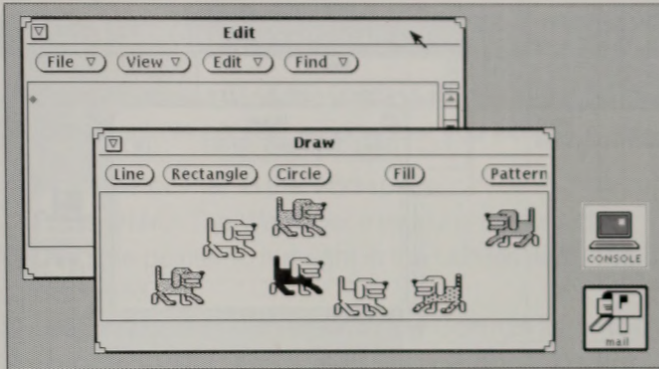 Edit
File View Edit Find
Draw
Line Rectangle Circle Fill Pattern
CONSOLE
mail